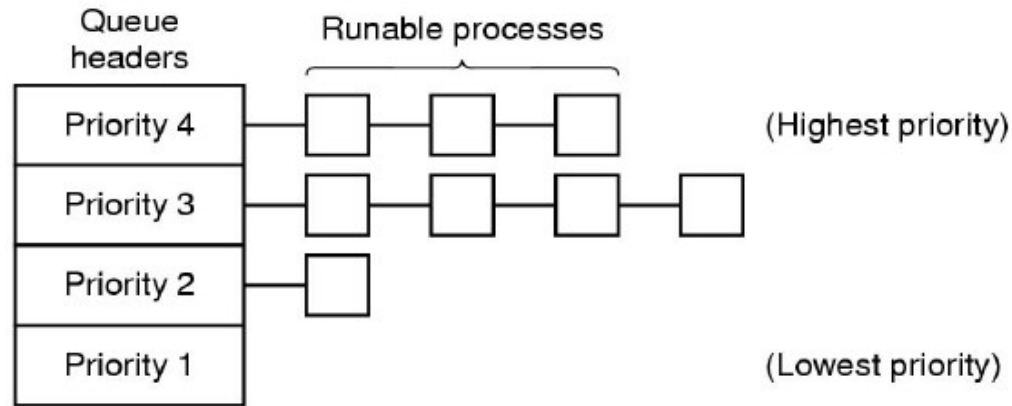 Queue
headers
Runable processes
Priority 4
(Highest priority)
Priority 3
Priority 2
Priority 1
(Lowest priority)